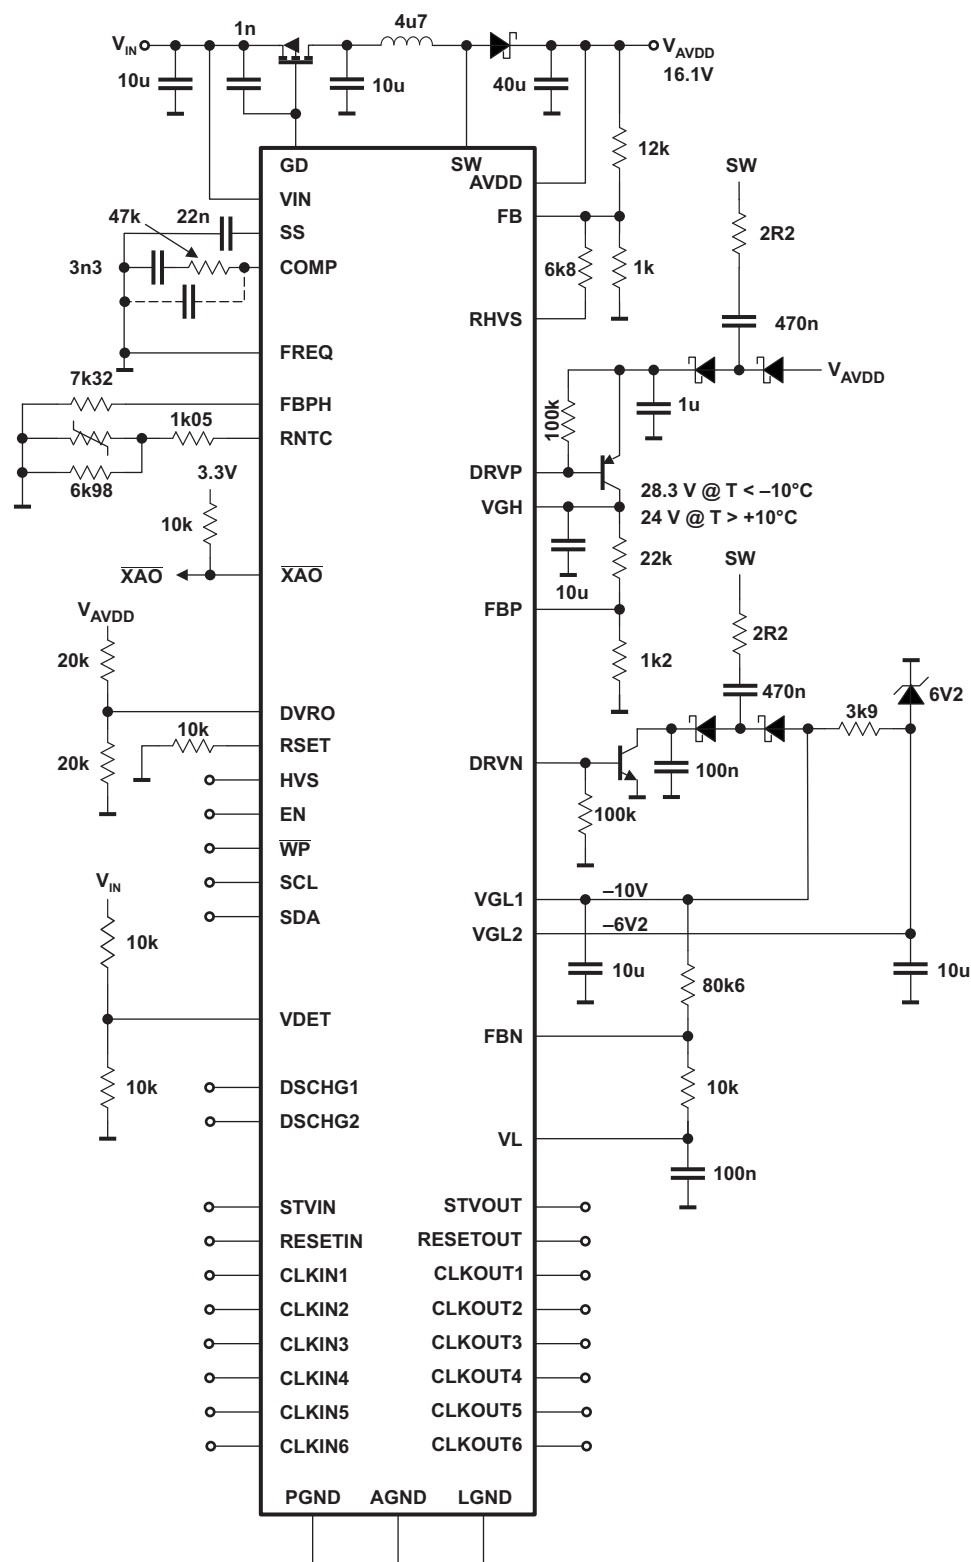 1n
4u7
VIN
VAVDD
10u
10u
40u
16.1V
12k
GD
SW
AVDD
SW
VIN
FB
47k
22n
SS
2R2
3n3
COMP
6k8
1k
RHVS
470n
FREQ
7k32
VAVDD
FBPH
1u
1k05
100k
RNTC
6k98
3.3V
DRVP
28.3 V @ T < –10°C
VGH
24 V @ T > +10°C
10k
22k
SW
XAO
XAO
10u
VAVDD
FBP
2R2
20k
1k2
470n
6V2
DVRO
3k9
10k
RSET
20k
DRVN
100n
HVS
100k
EN
WP
VIN
SCL
VGL1
–10V
SDA
VGL2
–6V2
10k
10u
10u
80k6
VDET
FBN
10k
DSCHG1
10k
DSCHG2
VL
100n
STVIN
STVOUT
RESETIN
RESETOUT
CLKIN1
CLKOUT1
CLKIN2
CLKOUT2
CLKIN3
CLKOUT3
CLKIN4
CLKOUT4
CLKIN5
CLKOUT5
CLKIN6
CLKOUT6
PGND
AGND
LGND